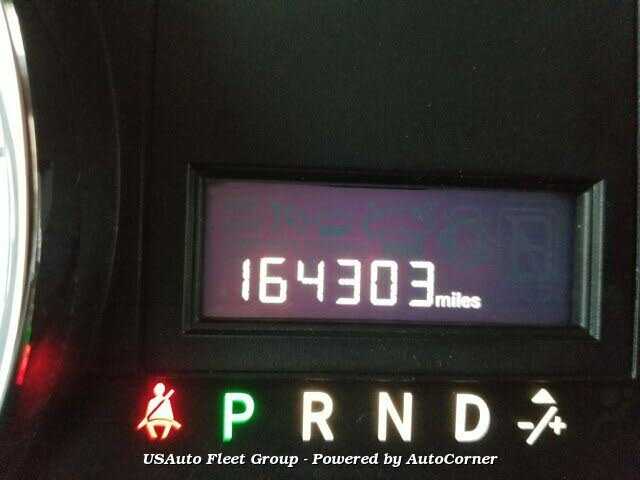 164303 miles
P R N D -/+
USAuto Fleet Group - Powered by AutoCorner